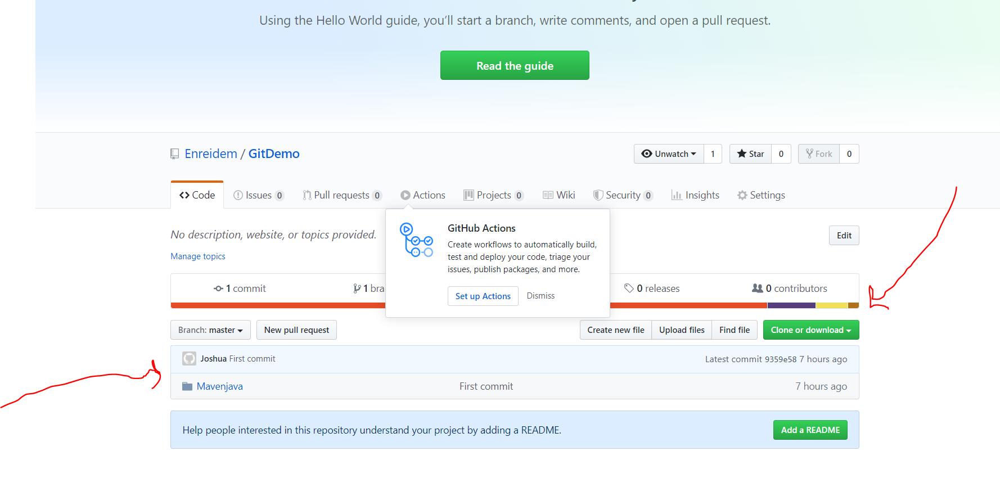 Using the Hello World guide, you’ll start a branch, write comments, and open a pull request.
Read the guide
Enreidem / GitDemo
Unwatch 1 Star 0 Fork 0
Code Issues 0 Pull requests 0 Actions Projects 0 Wiki Security 0 Insights Settings
No description, website, or topics provided.
Edit
Manage topics
GitHub Actions
Create workflows to automatically build,
test and deploy your code, triage your
issues, publish packages, and more.
Set up Actions Dismiss
1 commit 1 bra 0 releases 0 contributors
Branch: master New pull request Create new file Upload files Find file Clone or download
Joshua First commit Latest commit 9359e58 7 hours ago
Mavenjava First commit 7 hours ago
Help people interested in this repository understand your project by adding a README. Add a README